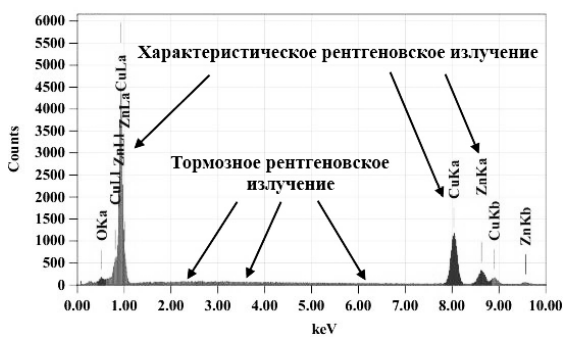 Характеристическое рентгеновское излучение
Тормозное рентгеновское
излучение
Counts
6000
5500
5000
4500
4000
3500
3000
2500
2000
1500
1000
500
0
OKa
CuLl
ZnLl
CuLa
ZnLa
CuKa
ZnKa
CuKb
ZnKb
0.00 1.00 2.00 3.00 4.00 5.00 6.00 7.00 8.00 9.00 10.00
keV